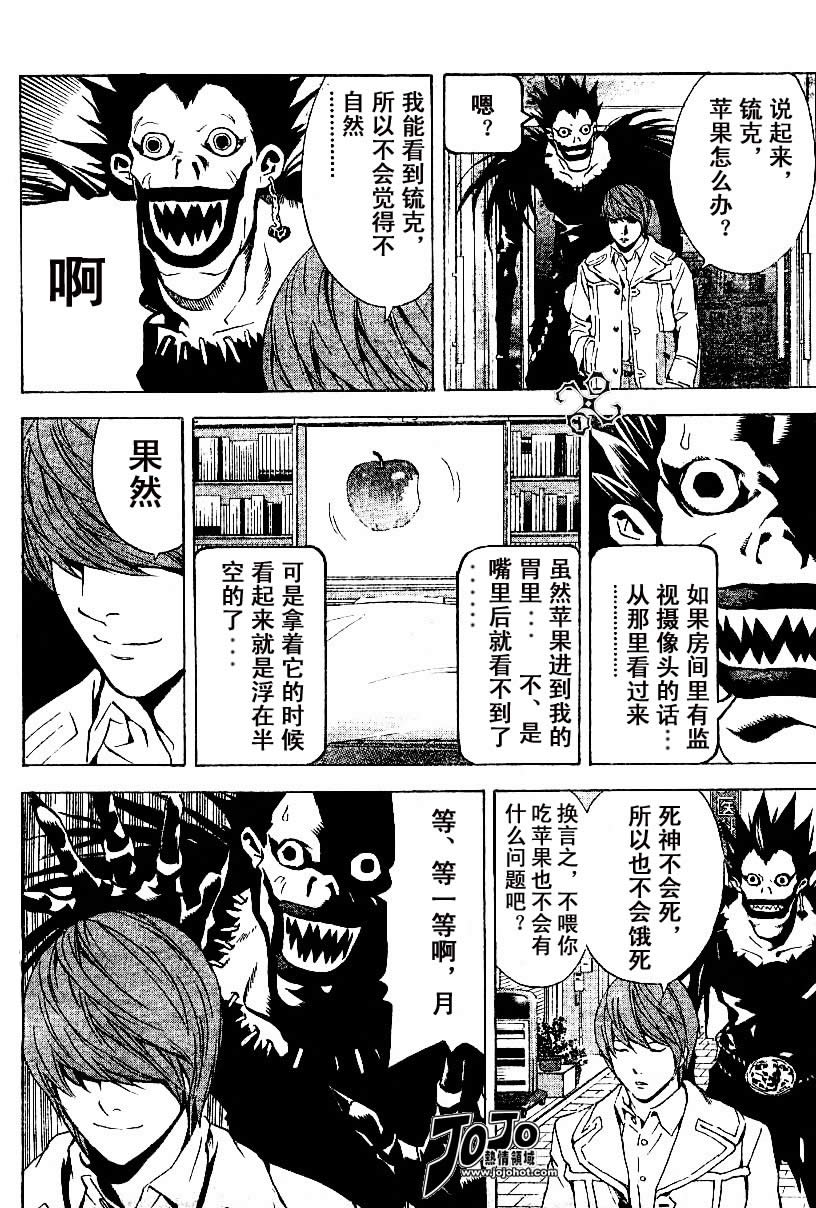 说起来，
锍克，
苹果怎么办？
嗯？
我能看到锍克，
所以不会觉得不
自然
………
啊
如果房间里有监
视摄像头的话…
从那里看过来
………
虽然苹果进到我的
胃里… 不、是
嘴里后就看不到了
……
可是拿着它的时候
看起来就是浮在半
空的了…
果然
死神不会死，
所以也不会饿死
换言之，不喂你
吃苹果也不会有
什么问题吧？
医
等、等一等啊，月
JOJO
熱情領域
www.jojohot.com